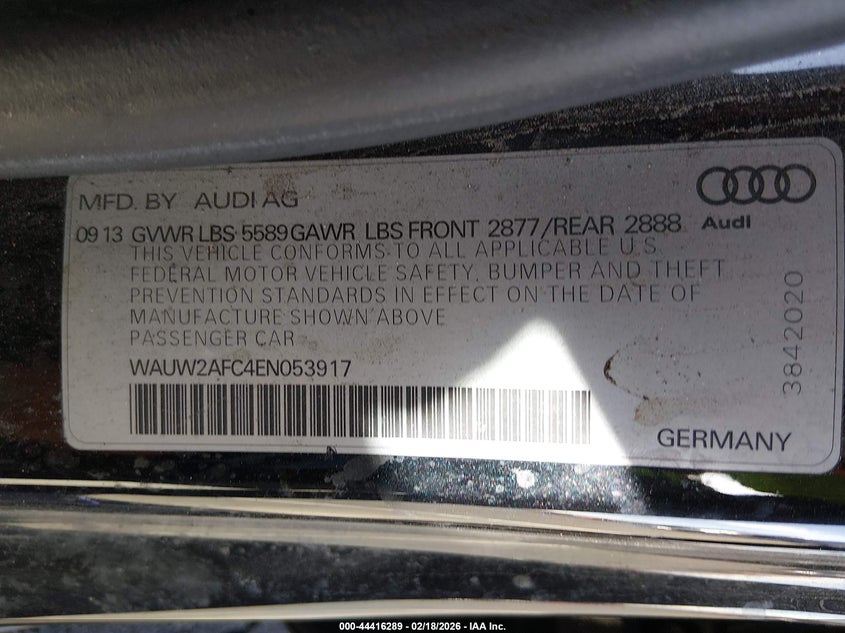 MFD. BY AUDI AG
Audi
09 13 GVWR LBS 5589 GAWR LBS FRONT 2877/REAR 2888
THIS VEHICLE CONFORMS TO ALL APPLICABLE U.S.
FEDERAL MOTOR VEHICLE SAFETY, BUMPER AND THEFT
PREVENTION STANDARDS IN EFFECT ON THE DATE OF
MANUFACTURE SHOWN ABOVE
PASSENGER CAR
WAUW2AFC4EN053917
3842020
GERMANY
000-44416289 - 02/18/2026 - IAA Inc.